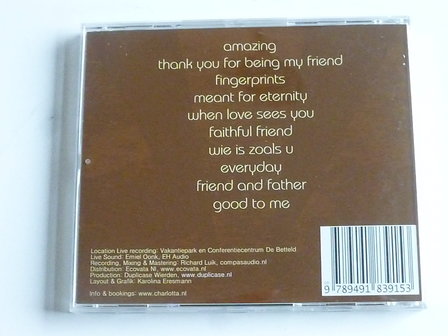 amazing
thank you for being my friend
fingerprints
meant for eternity
when love sees you
faithful friend
wie is zoals u
everyday
friend and father
good to me
Location Live recording: Vakantiepark en Conferentiecentrum De Betteld
Live Sound: Emiel Oonk, EH Audio
Recording, Mixing & Mastering: Richard Luik, compasaudio.nl
Distribution: Ecovata NI, www.ecovata.nl
Production: Duplicase Wierden, www.duplicase.nl
Layout & Grafik: Karolina Eresmann
Info & bookings: www.charlotta.nl
9 789491 839153